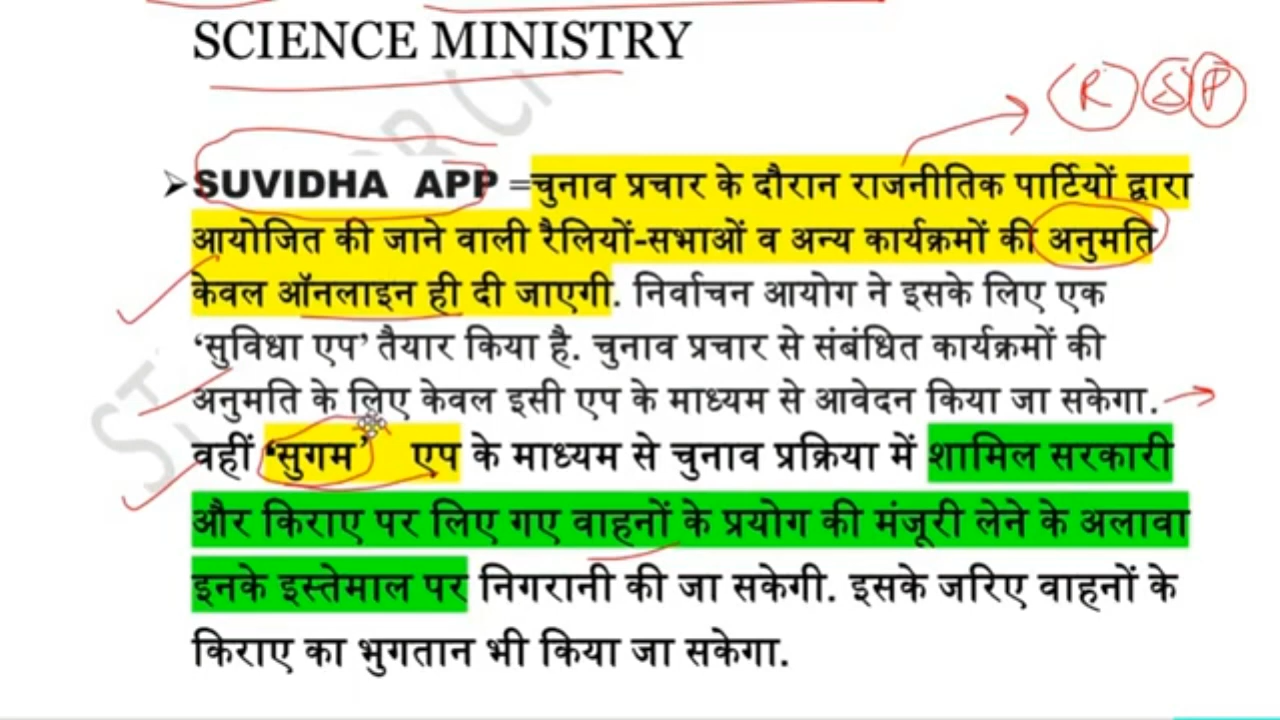 SCIENCE MINISTRY
R S P
➤SUVIDHA APP =चुनाव प्रचार के दौरान राजनीतिक पार्टियों द्वारा
आयोजित की जाने वाली रैलियों-सभाओं व अन्य कार्यक्रमों की अनुमति
केवल ऑनलाइन ही दी जाएगी. निर्वाचन आयोग ने इसके लिए एक
‘सुविधा एप’ तैयार किया है. चुनाव प्रचार से संबंधित कार्यक्रमों की
अनुमति के लिए केवल इसी एप के माध्यम से आवेदन किया जा सकेगा.
वहीं ‘सुगम’ एप के माध्यम से चुनाव प्रक्रिया में शामिल सरकारी
और किराए पर लिए गए वाहनों के प्रयोग की मंजूरी लेने के अलावा
इनके इस्तेमाल पर निगरानी की जा सकेगी. इसके जरिए वाहनों के
किराए का भुगतान भी किया जा सकेगा.